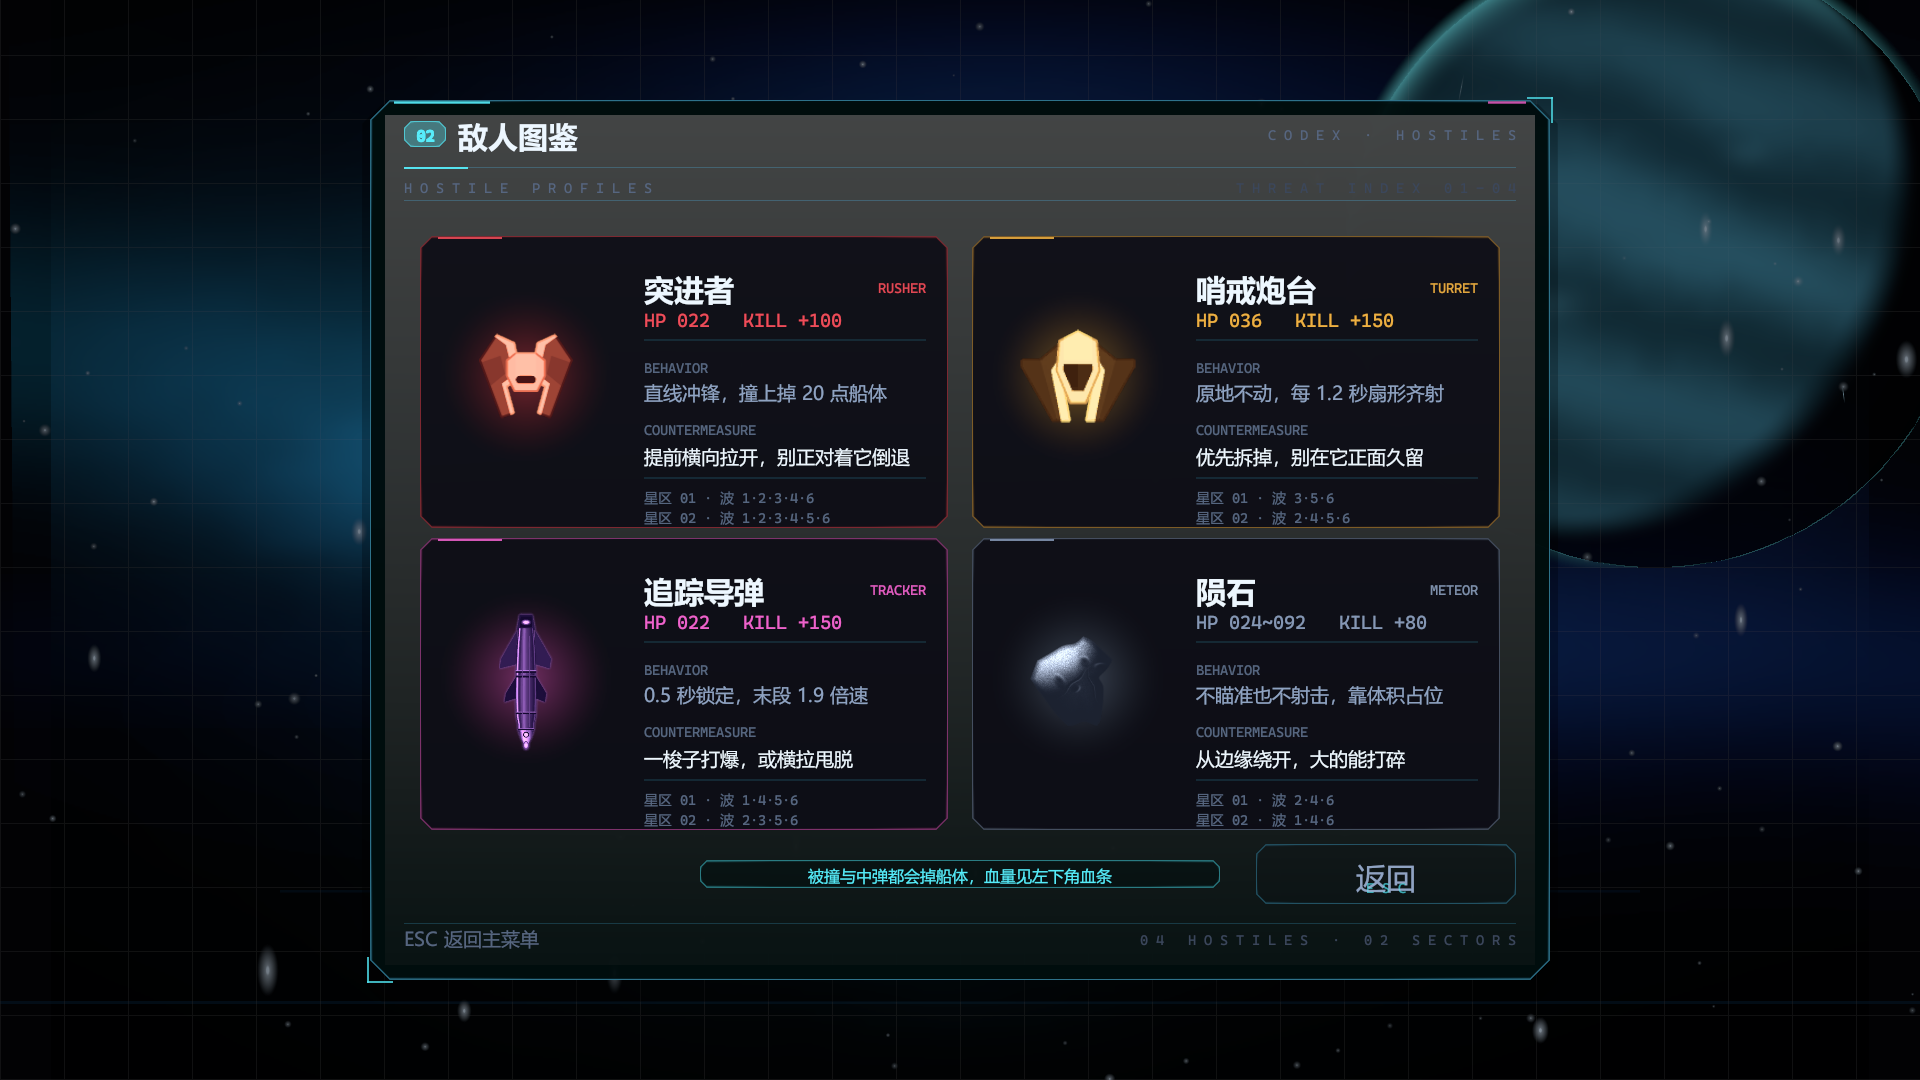 02 敌人图鉴
CODEX · HOSTILES
HOSTILE PROFILES
THREAT INDEX
突进者
RUSHER
HP 022 KILL +100
BEHAVIOR
直线冲锋，撞上掉 20 点船体
COUNTERMEASURE
提前横向拉开，别正对着它倒退
星区 01 · 波 1·2·3·4·6
星区 02 · 波 1·2·3·4·5·6
哨戒炮台
TURRET
HP 036 KILL +150
BEHAVIOR
原地不动，每 1.2 秒扇形齐射
COUNTERMEASURE
优先拆掉，别在它正面久留
星区 01 · 波 3·5·6
星区 02 · 波 2·4·5·6
追踪导弹
TRACKER
HP 022 KILL +150
BEHAVIOR
0.5 秒锁定，末段 1.9 倍速
COUNTERMEASURE
一梭子打爆，或横拉甩脱
星区 01 · 波 1·4·5·6
星区 02 · 波 2·3·5·6
陨石
METEOR
HP 024~092 KILL +80
BEHAVIOR
不瞄准也不射击，靠体积占位
COUNTERMEASURE
从边缘绕开，大的能打碎
星区 01 · 波 2·4·6
星区 02 · 波 1·4·6
被撞与中弹都会掉船体，血量见左下角血条
返回
ESC
ESC 返回主菜单
04 HOSTILES · 02 SECTORS